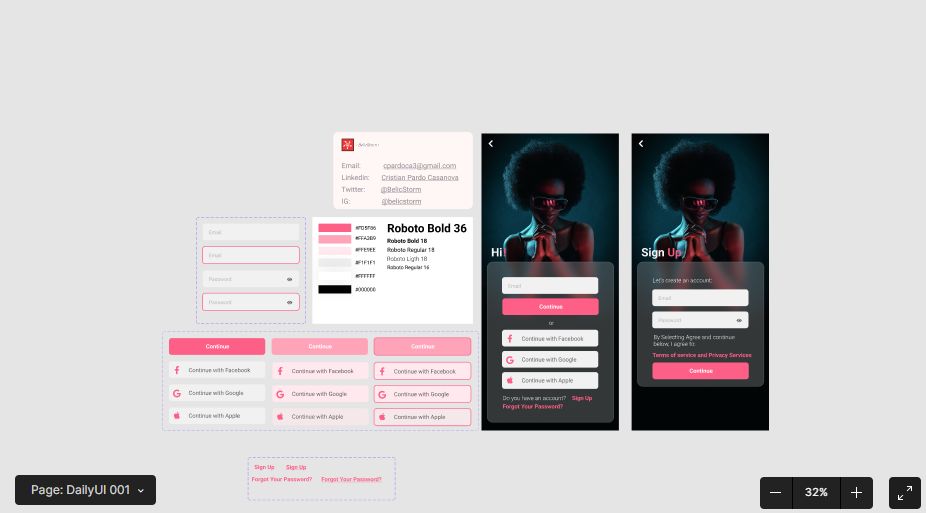 - BelicStorm
Email: cpardoca3@gmail.com
Linkedin: Cristian Pardo Casanova
Twitter: @BelicStorm
IG: @belicstorm
Email
Email
Password
Password
#FD5F86
#FFA3B9
#FFE9EE
#F1F1F1
#FFFFFF
#000000
Roboto Bold 36
Roboto Bold 18
Roboto Regular 18
Roboto Ligth 18
Roboto Regular 16
Continue Continue Continue
Continue with Facebook Continue with Facebook Continue with Facebook
Continue with Google Continue with Google Continue with Google
Continue with Apple Continue with Apple Continue with Apple
Sign Up Sign Up
Forgot Your Password? Forgot Your Password?
Hi
Email
Continue
or
Continue with Facebook
Continue with Google
Continue with Apple
Do you have an account? Sign Up
Forgot Your Password?
Sign Up
Let's create an account:
Email
Password
By Selecting Agree and continue
below, I agree to:
Terms of service and Privacy Services
Continue
Page: DailyUI 001
32%